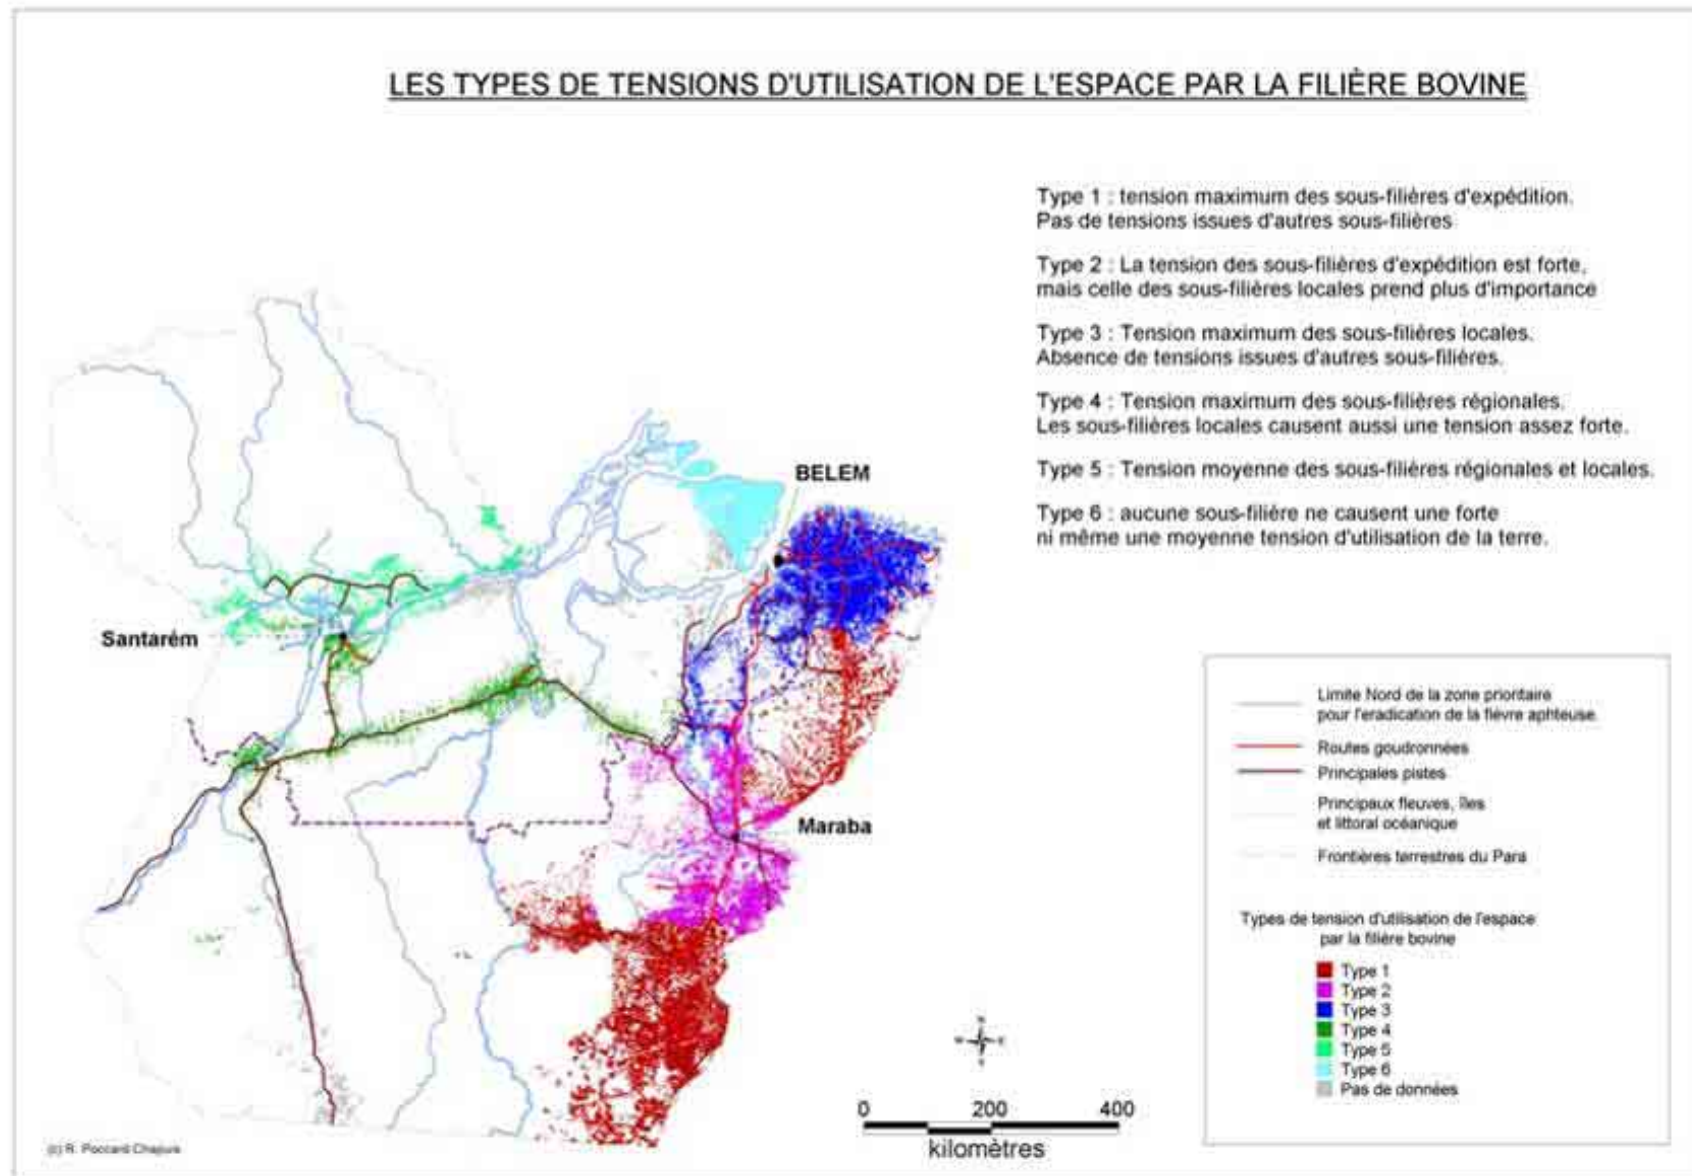 LES TYPES DE TENSIONS D'UTILISATION DE L'ESPACE PAR LA FILIÈRE BOVINE
Type 1 : tension maximum des sous-filières d'expédition.
Pas de tensions issues d'autres sous-filières
Type 2 : La tension des sous-filières d'expédition est forte,
mais celle des sous-filières locales prend plus d'importance
Type 3 : Tension maximum des sous-filières locales.
Absence de tensions issues d'autres sous-filières.
Type 4 : Tension maximum des sous-filières régionales.
Les sous-filières locales causent aussi une tension assez forte.
Type 5 : Tension moyenne des sous-filières régionales et locales.
Type 6 : aucune sous-filière ne causent une forte
ni même une moyenne tension d'utilisation de la terre.
BELEM
Santarém
Maraba
Limite Nord de la zone prioritaire
pour l'eradication de la fièvre aphteuse.
Routes goudronnées
Principales pistes
Principaux fleuves, îles
et littoral océanique
Frontières terrestres du Para
Types de tension d'utilisation de l'espace
par la filière bovine
Type 1
Type 2
Type 3
Type 4
Type 5
Type 6
Pas de données
N
W E
S
0 200 400
kilomètres
(c) R. Poccard Chapuis